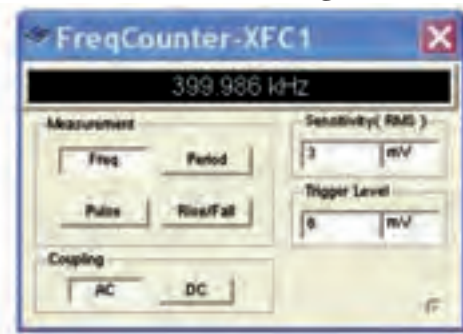 FreqCounter-XFC1
399.986 kHz
Measurement
Freq Period
Pulse Rise/Fall
Coupling
AC DC
Sensitivity( RMS )
3 mV
Trigger Level
mV